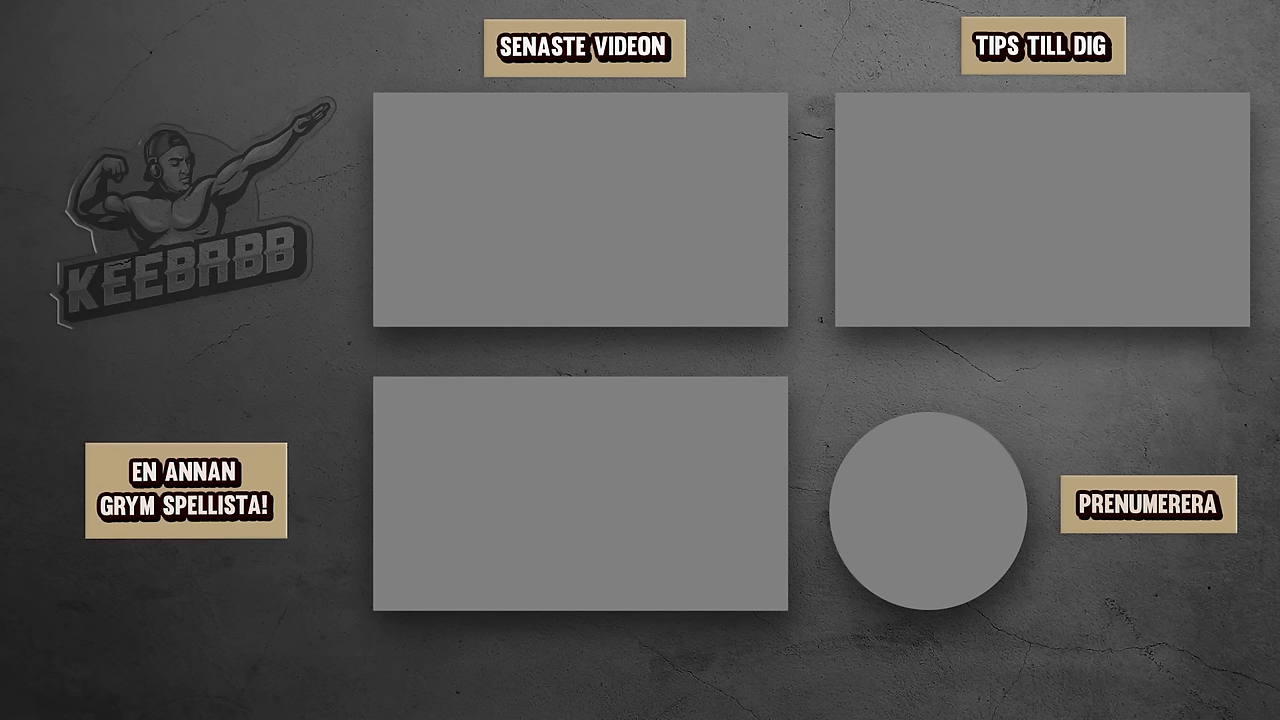 SENASTE VIDEON
TIPS TILL DIG
KEEBABB
EN ANNAN
GRYM SPELLISTA!
PRENUMERERA